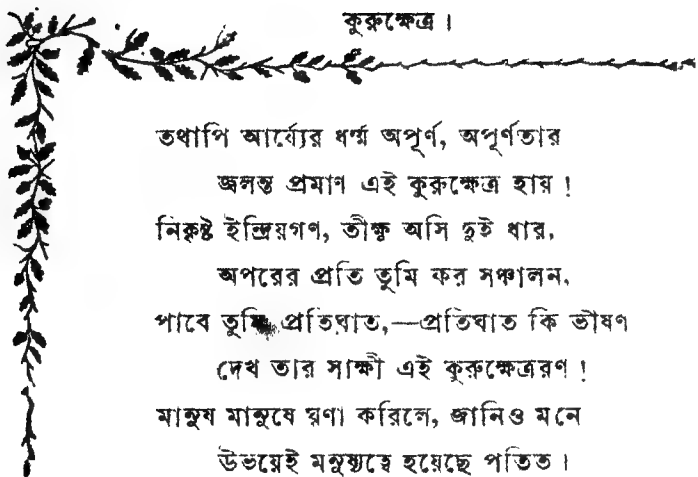 কুরুক্ষেত্র।
তথাপি আর্য্যের ধর্ম্ম অপূর্ণ, অপূর্ণতার
জ্বলন্ত প্রমাণ এই কুরুক্ষেত্র হায়!
নিকৃষ্ট ইন্দ্রিয়গণ, তীক্ষ্ণ অসি দুই ধার,
অপরের প্রতি তুমি কর সঞ্চালন,
পাবে তুমি প্রতিঘাত,—প্রতিঘাত কি ভীষণ
দেখ তার সাক্ষী এই কুরুক্ষেত্ররণ!
মানুষ মানুষে ঘৃণা করিলে, জানিও মনে
উভয়েই মনুষ্যত্বে হয়েছে পতিত।